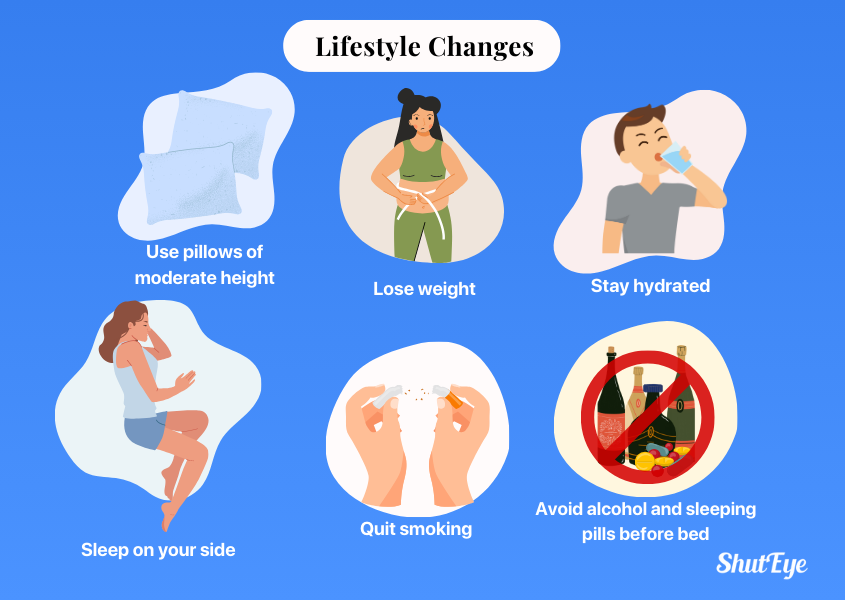 Lifestyle Changes
Use pillows of
moderate height
Lose weight
Stay hydrated
Sleep on your side
Quit smoking
Avoid alcohol and sleeping
pills before bed
ShutEye